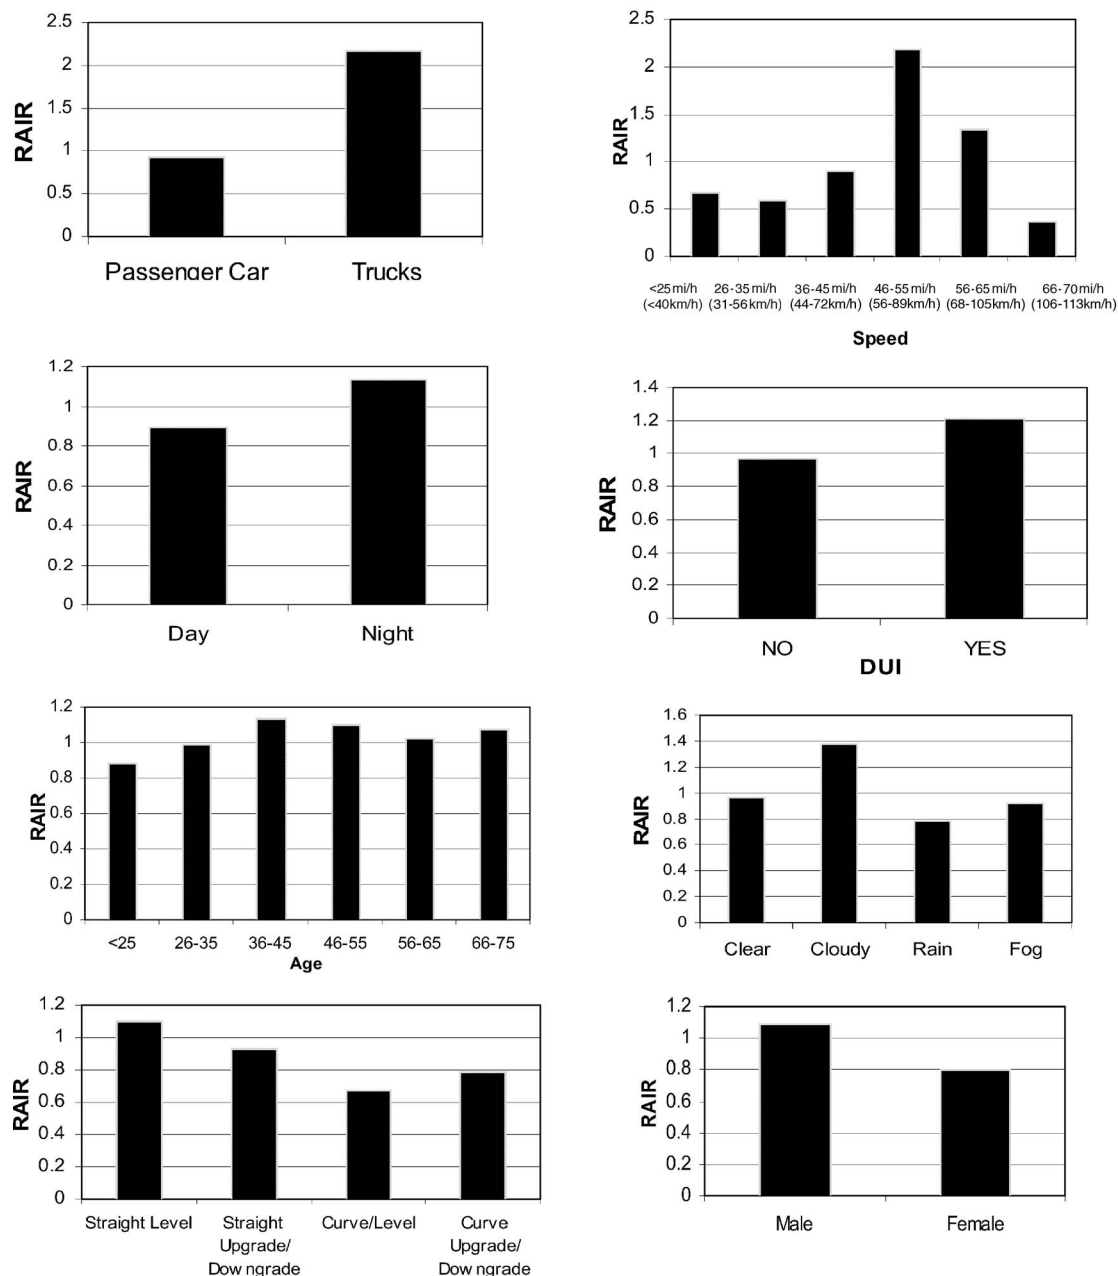 2.5
2
1.5
1
0.5
0
RAIR
Passenger Car
Trucks
2.5
2
1.5
1
0.5
0
RAIR
<25 mi/h 26-35 mi/h 36-45 mi/h 46-55 mi/h 56-65 mi/h 66-70 mi/h
(<40km/h) (31-56 km/h) (44-72km/h) (56-89km/h) (68-105km/h) (106-113km/h)
Speed
1.2
1
0.8
0.6
0.4
0.2
0
RAIR
Day
Night
1.4
1.2
1
0.8
0.6
0.4
0.2
0
RAIR
NO
YES
DUI
1.2
1
0.8
0.6
0.4
0.2
0
RAIR
<25 26-35 36-45 46-55 56-65 66-75
Age
1.6
1.4
1.2
1
0.8
0.6
0.4
0.2
0
RAIR
Clear Cloudy Rain Fog
1.2
1
0.8
0.6
0.4
0.2
0
RAIR
Straight Level Straight Curve/Level Curve
Upgrade/ Upgrade/
Downgrade Downgrade
1.2
1
0.8
0.6
0.4
0.2
0
RAIR
Male
Female